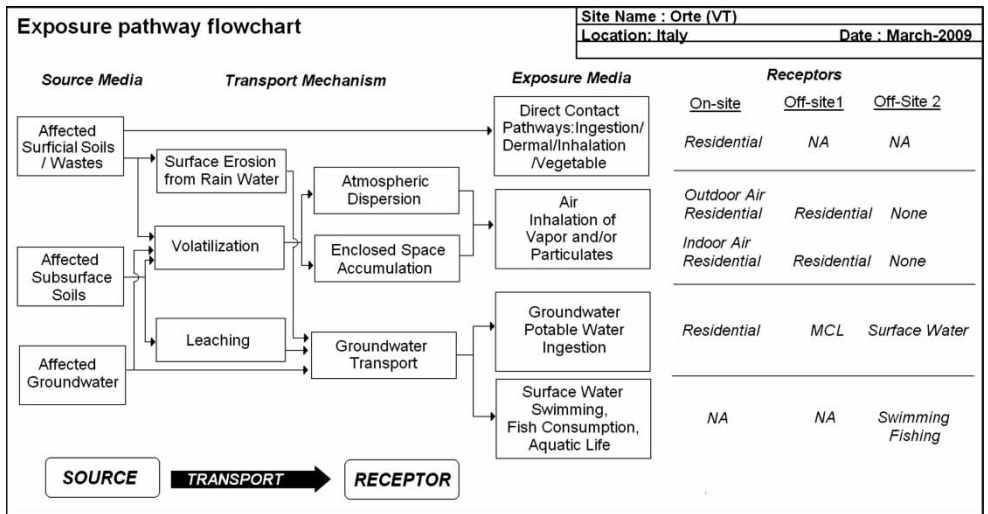 Exposure pathway flowchart
Site Name : Orte (VT)
Location: Italy Date : March-2009
Source Media Transport Mechanism Exposure Media Receptors
On-site Off-site1 Off-Site 2
Affected
Surficial Soils
/ Wastes
Affected
Subsurface
Soils
Affected
Groundwater
Surface Erosion
from Rain Water
Volatilization
Leaching
Atmospheric
Dispersion
Enclosed Space
Accumulation
Groundwater
Transport
Direct Contact
Pathways:Ingestion/
Dermal/Inhalation
/Vegetable
Residential NA NA
Air
Inhalation of
Vapor and/or
Particulates
Outdoor Air
Residential Residential None
Indoor Air
Residential Residential None
Groundwater
Potable Water
Ingestion
Residential MCL Surface Water
Surface Water
Swimming,
Fish Consumption,
Aquatic Life
NA NA Swimming
Fishing
SOURCE TRANSPORT RECEPTOR